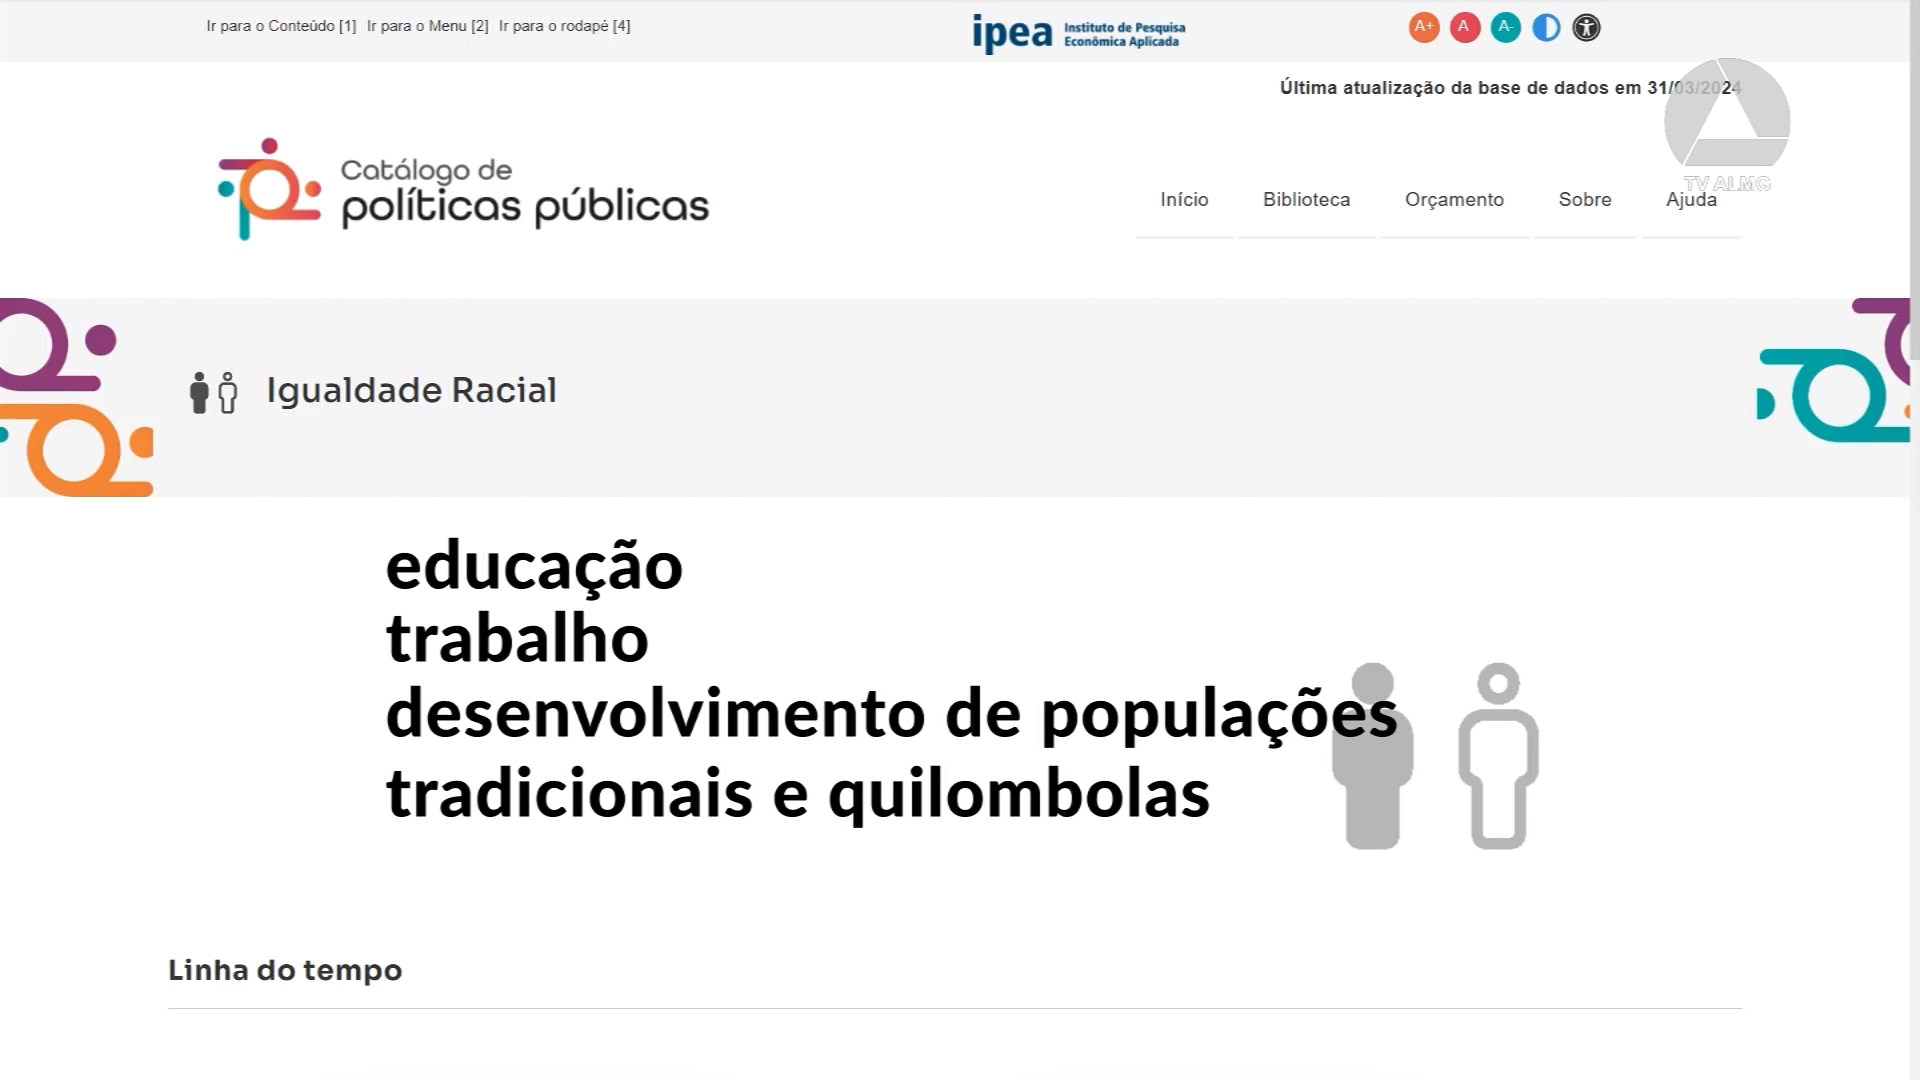 Ir para o Conteúdo [1] Ir para o Menu [2] Ir para o rodapé [4]
ipea Instituto de Pesquisa
Econômica Aplicada
A+ A A-
Última atualização da base de dados em 31/03/2024
TV ALMG
Catálogo de
políticas públicas
Início Biblioteca Orçamento Sobre Ajuda
Igualdade Racial
educação
trabalho
desenvolvimento de populações
tradicionais e quilombolas
Linha do tempo